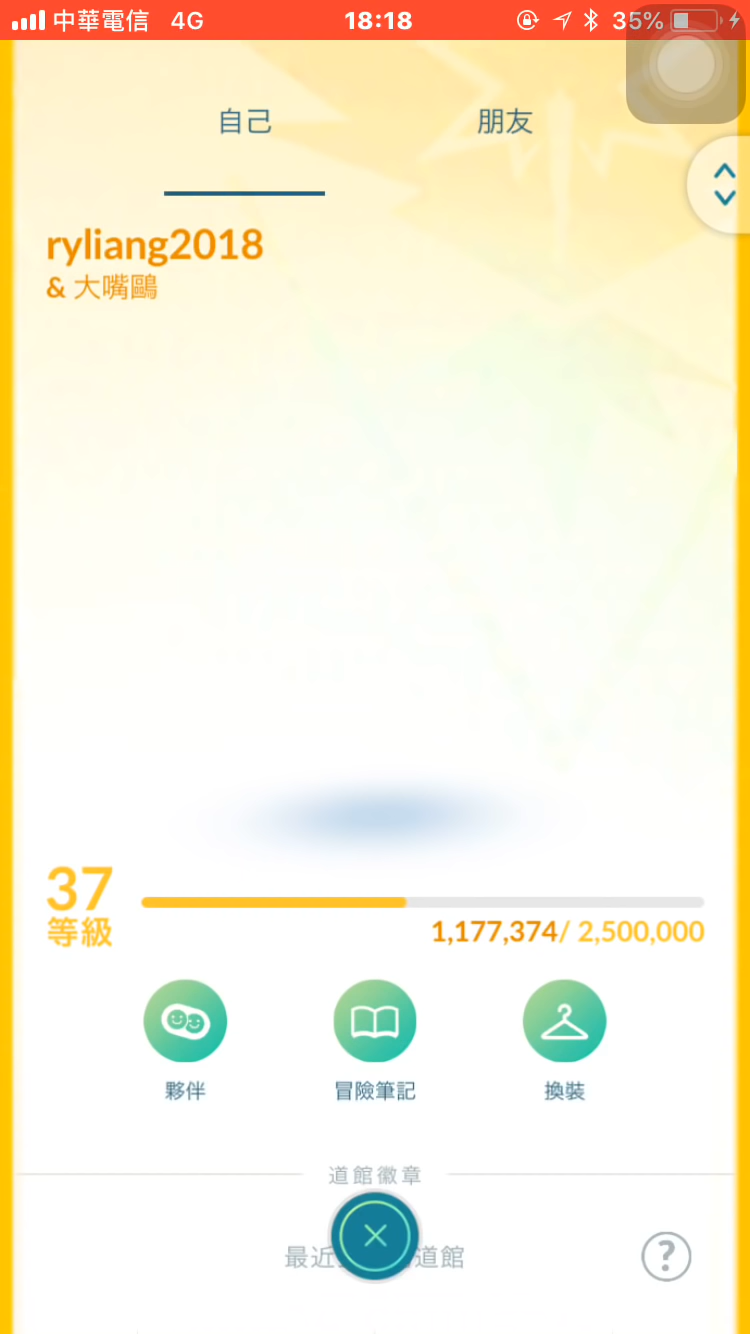 中華電信 4G 18:18 35%
自己 朋友
ryliang2018
& 大嘴鷗
37
等級
1,177,374/ 2,500,000
夥伴 冒險筆記 換裝
道館徽章
最近 道館 ?